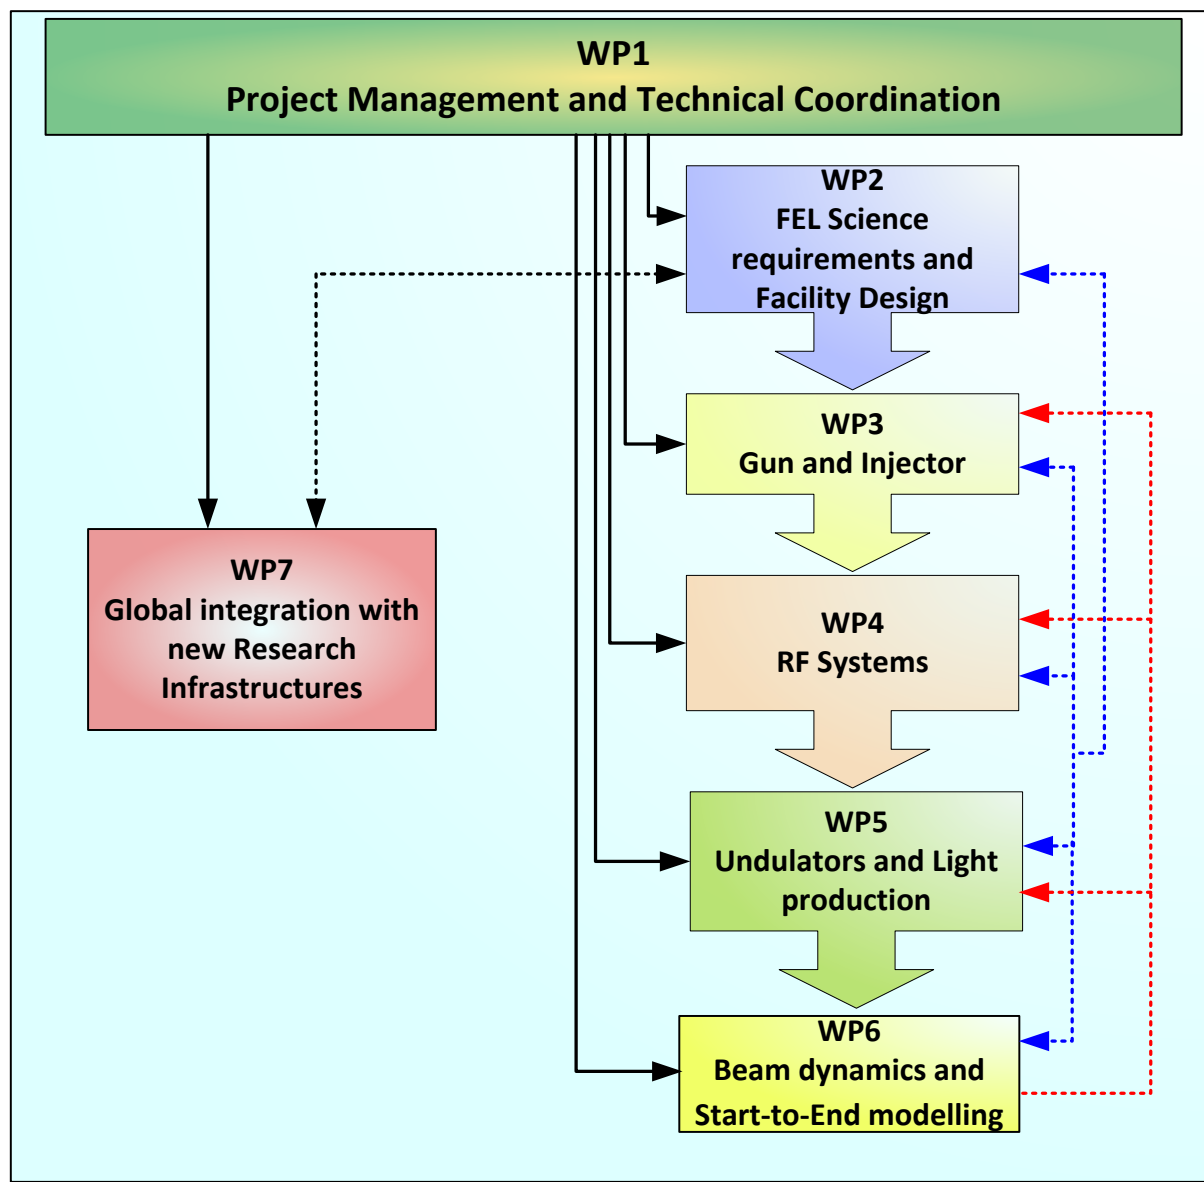 WP1
Project Management and Technical Coordination
WP2
FEL Science
requirements and
Facility Design
WP3
Gun and Injector
WP7
Global integration with
new Research
Infrastructures
WP4
RF Systems
WP5
Undulators and Light
production
WP6
Beam dynamics and
Start-to-End modelling